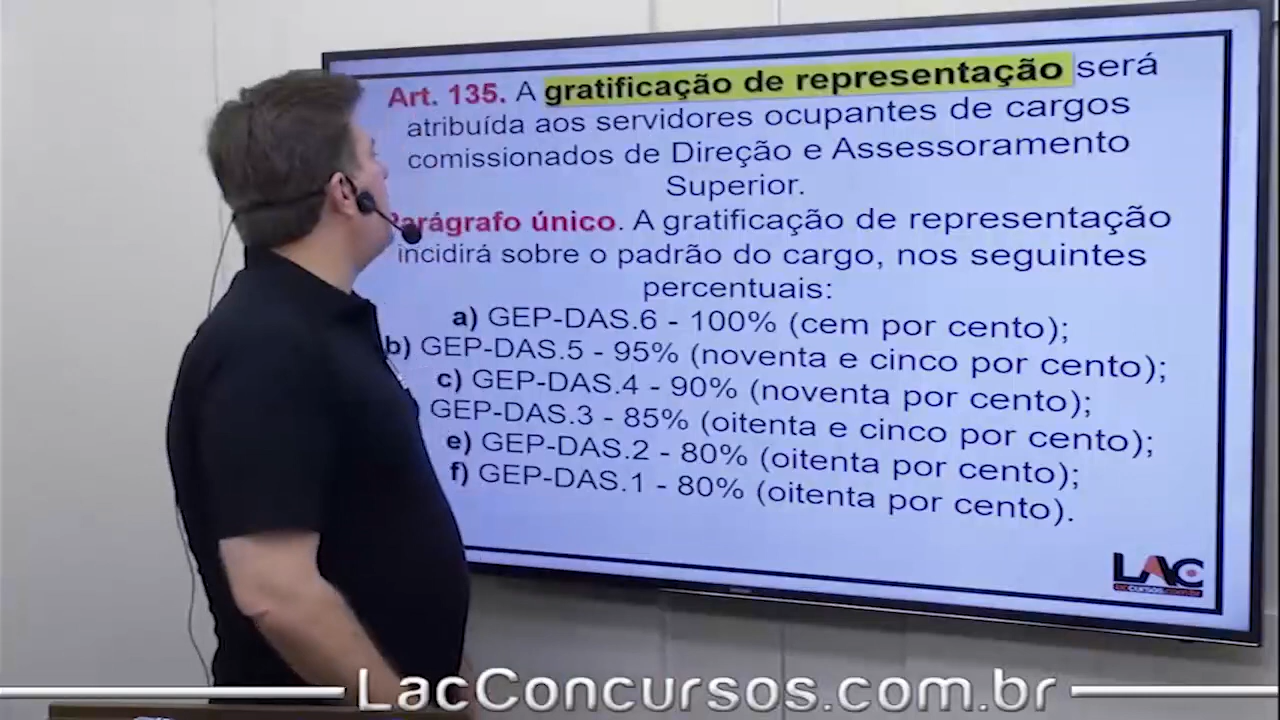 Art. 135. A gratificação de representação será
atribuída aos servidores ocupantes de cargos
comissionados de Direção e Assessoramento
Superior.
Parágrafo único. A gratificação de representação
incidirá sobre o padrão do cargo, nos seguintes
percentuais:
a) GEP-DAS.6 - 100% (cem por cento);
b) GEP-DAS.5 - 95% (noventa e cinco por cento);
c) GEP-DAS.4 - 90% (noventa por cento);
GEP-DAS.3 - 85% (oitenta e cinco por cento);
e) GEP-DAS.2 - 80% (oitenta por cento);
f) GEP-DAS.1 - 80% (oitenta por cento).
LAC
laccursos.com.br
LacConcursos.com.br